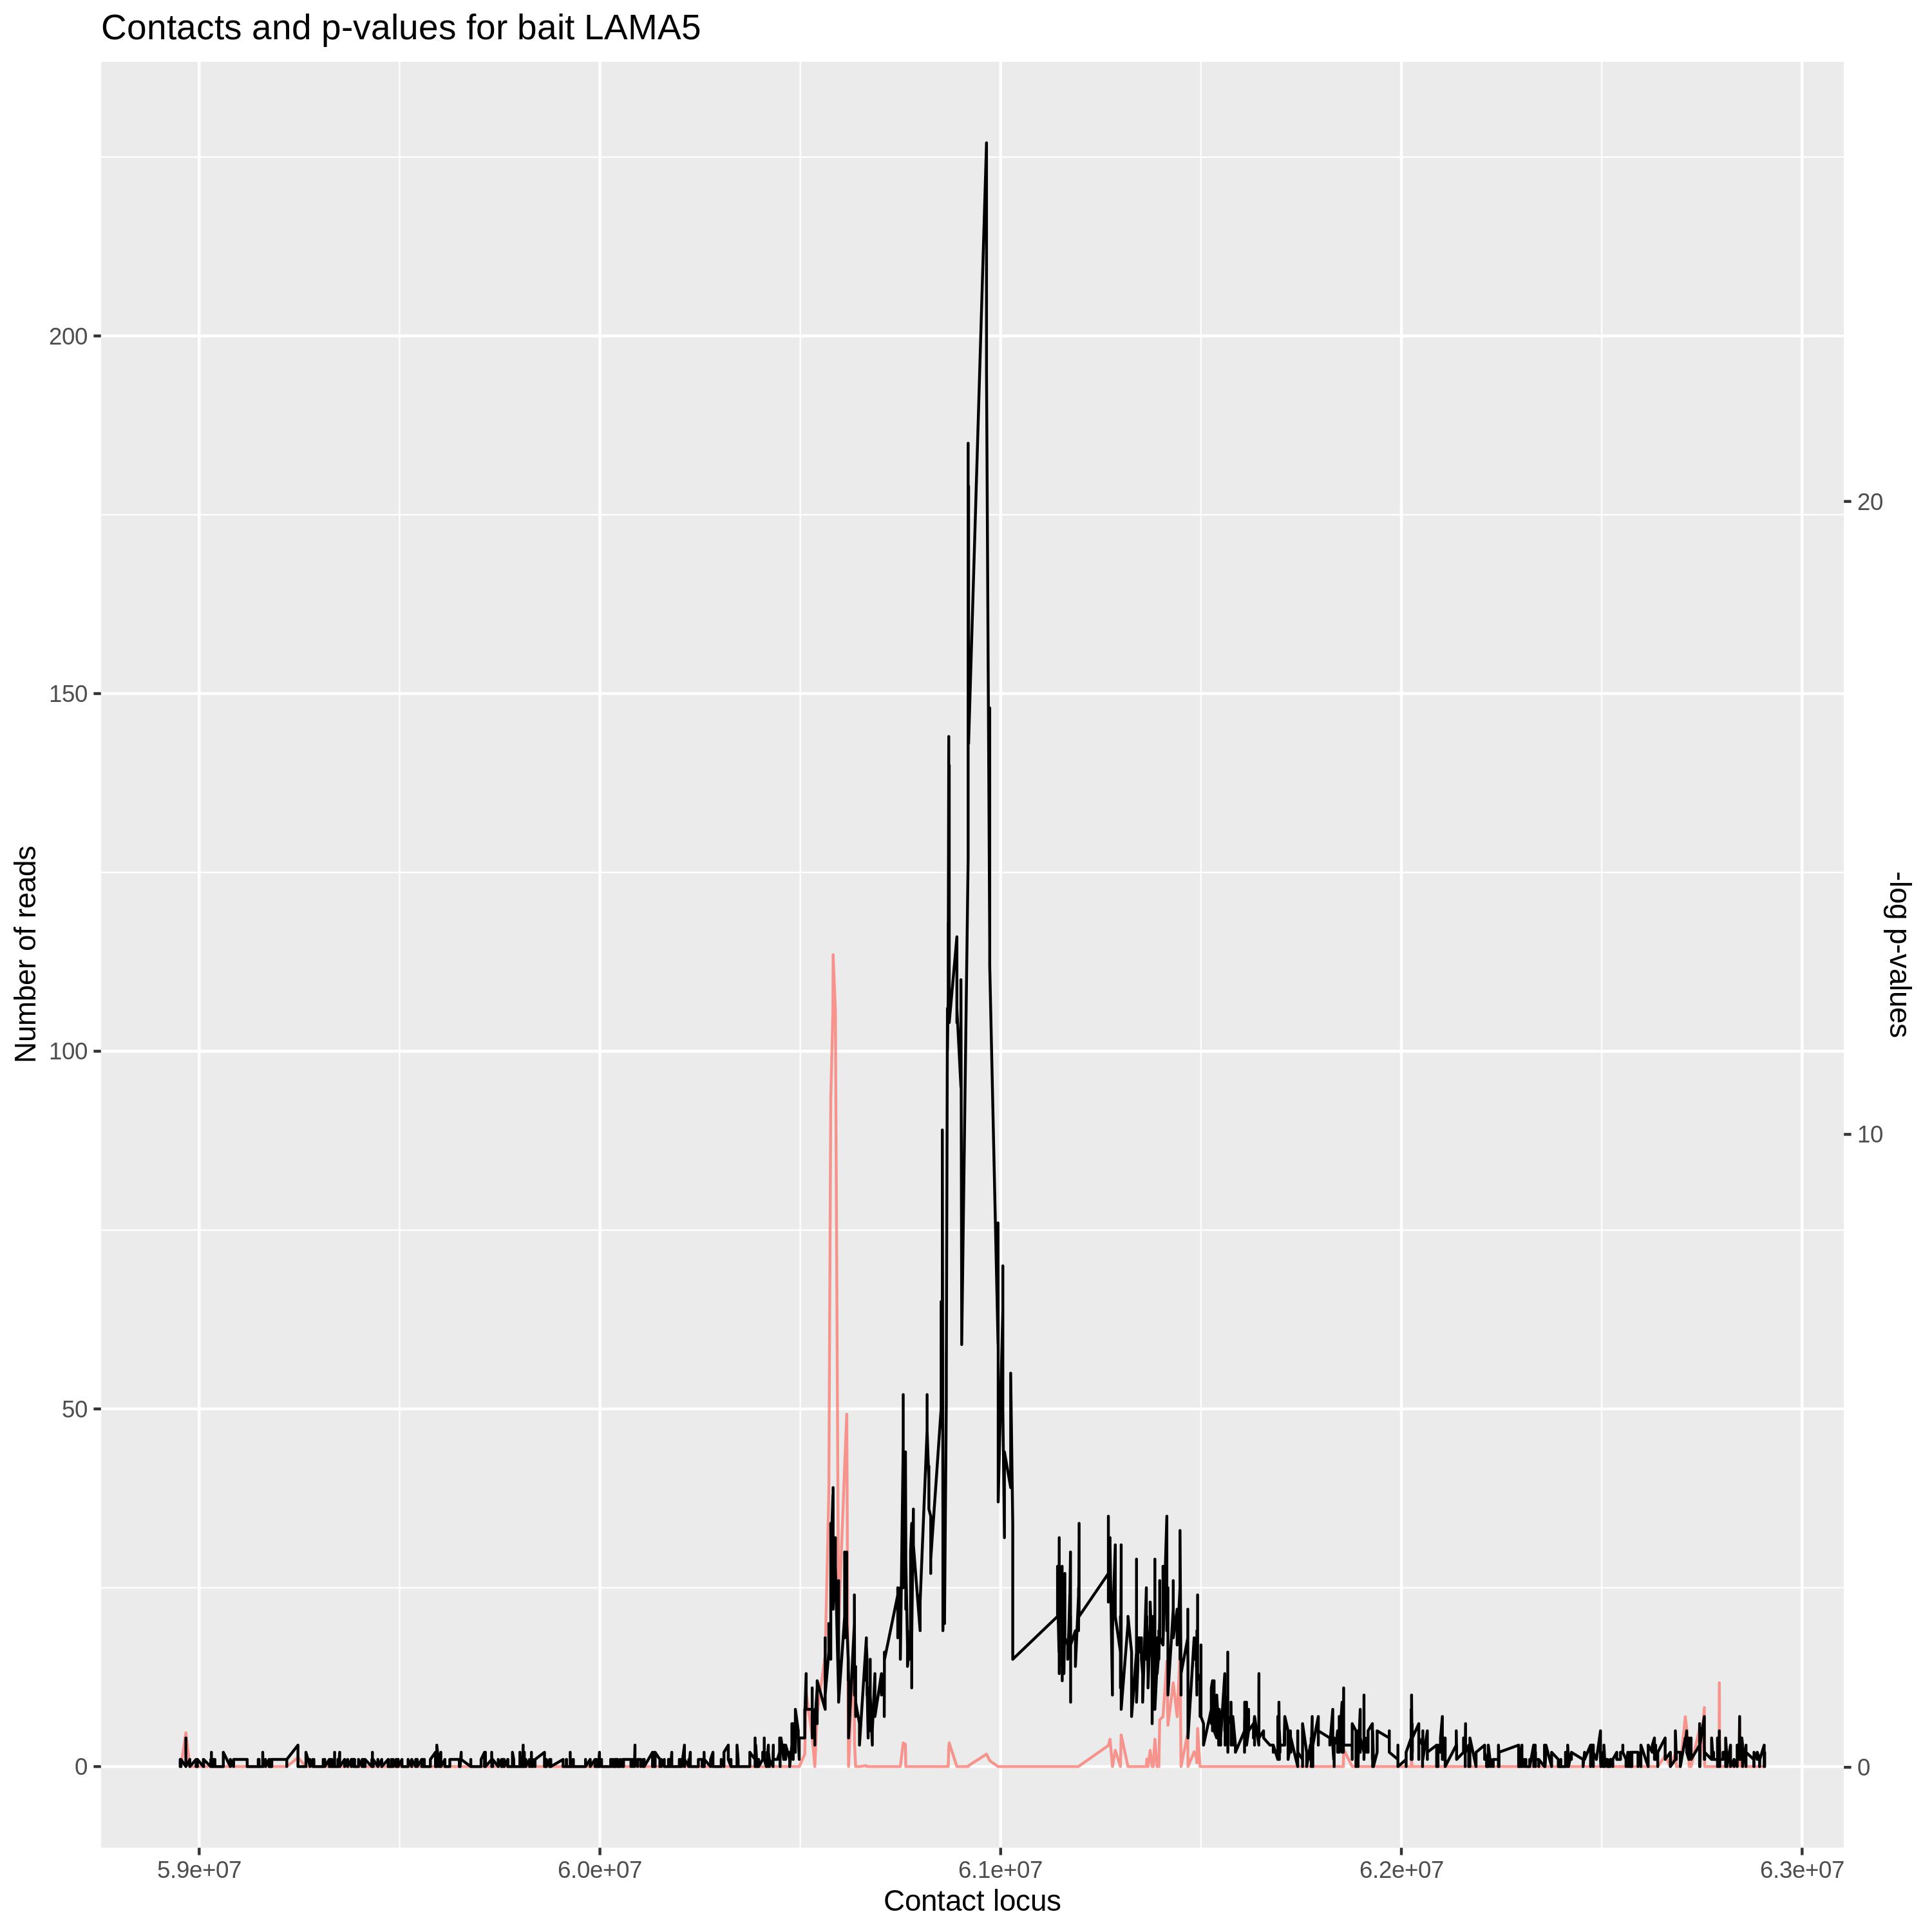 Contacts and p-values for bait LAMA5
Number of reads
200
150
100
50
0
20
10
0
-log p-values
5.9e+07
6.0e+07
6.1e+07
6.2e+07
6.3e+07
Contact locus